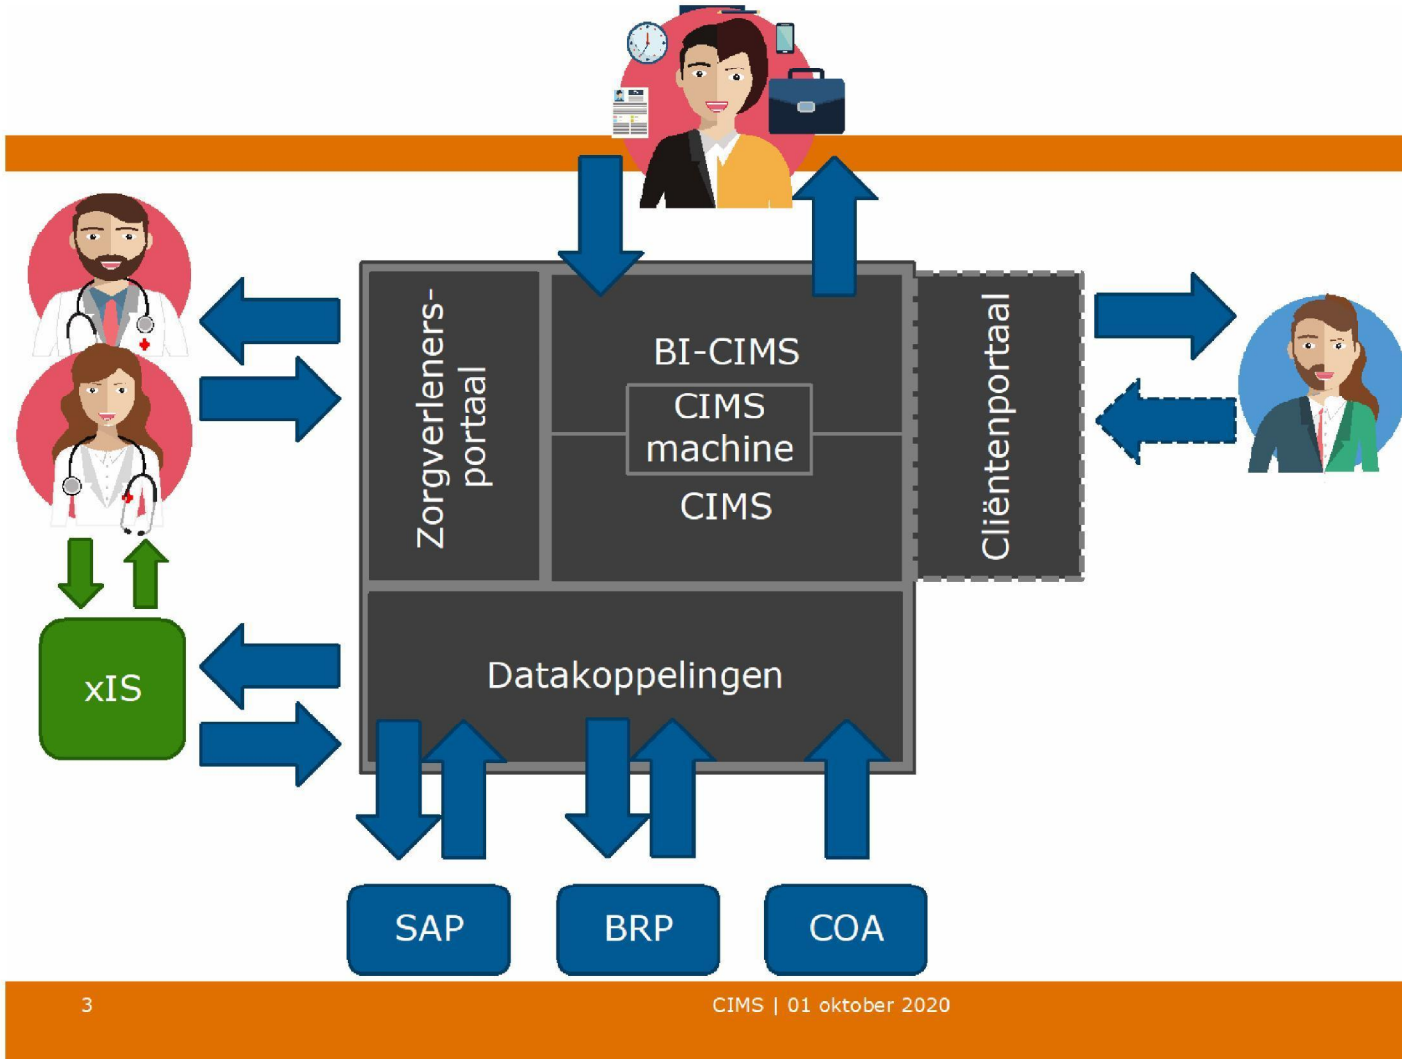 Zorgverleners-
portaal
BI-CIMS
CIMS
machine
CIMS
Cliëntenportaal
Datakoppelingen
xIS
SAP
BRP
COA
3
CIMS | 01 oktober 2020